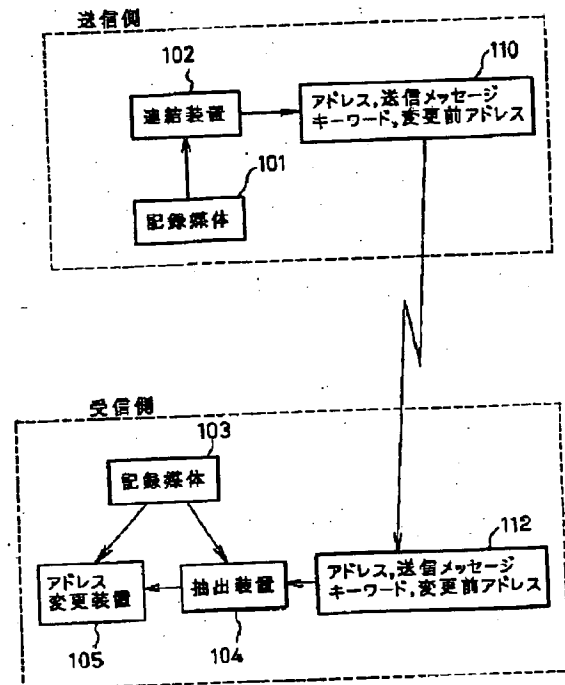 送信側
102
連結装置
110
アドレス,送信メッセージ
キーワード,変更前アドレス
101
記録媒体
受信側
103
記録媒体
112
アドレス,送信メッセージ
キーワード,変更前アドレス
抽出装置
104
アドレス
変更装置
105